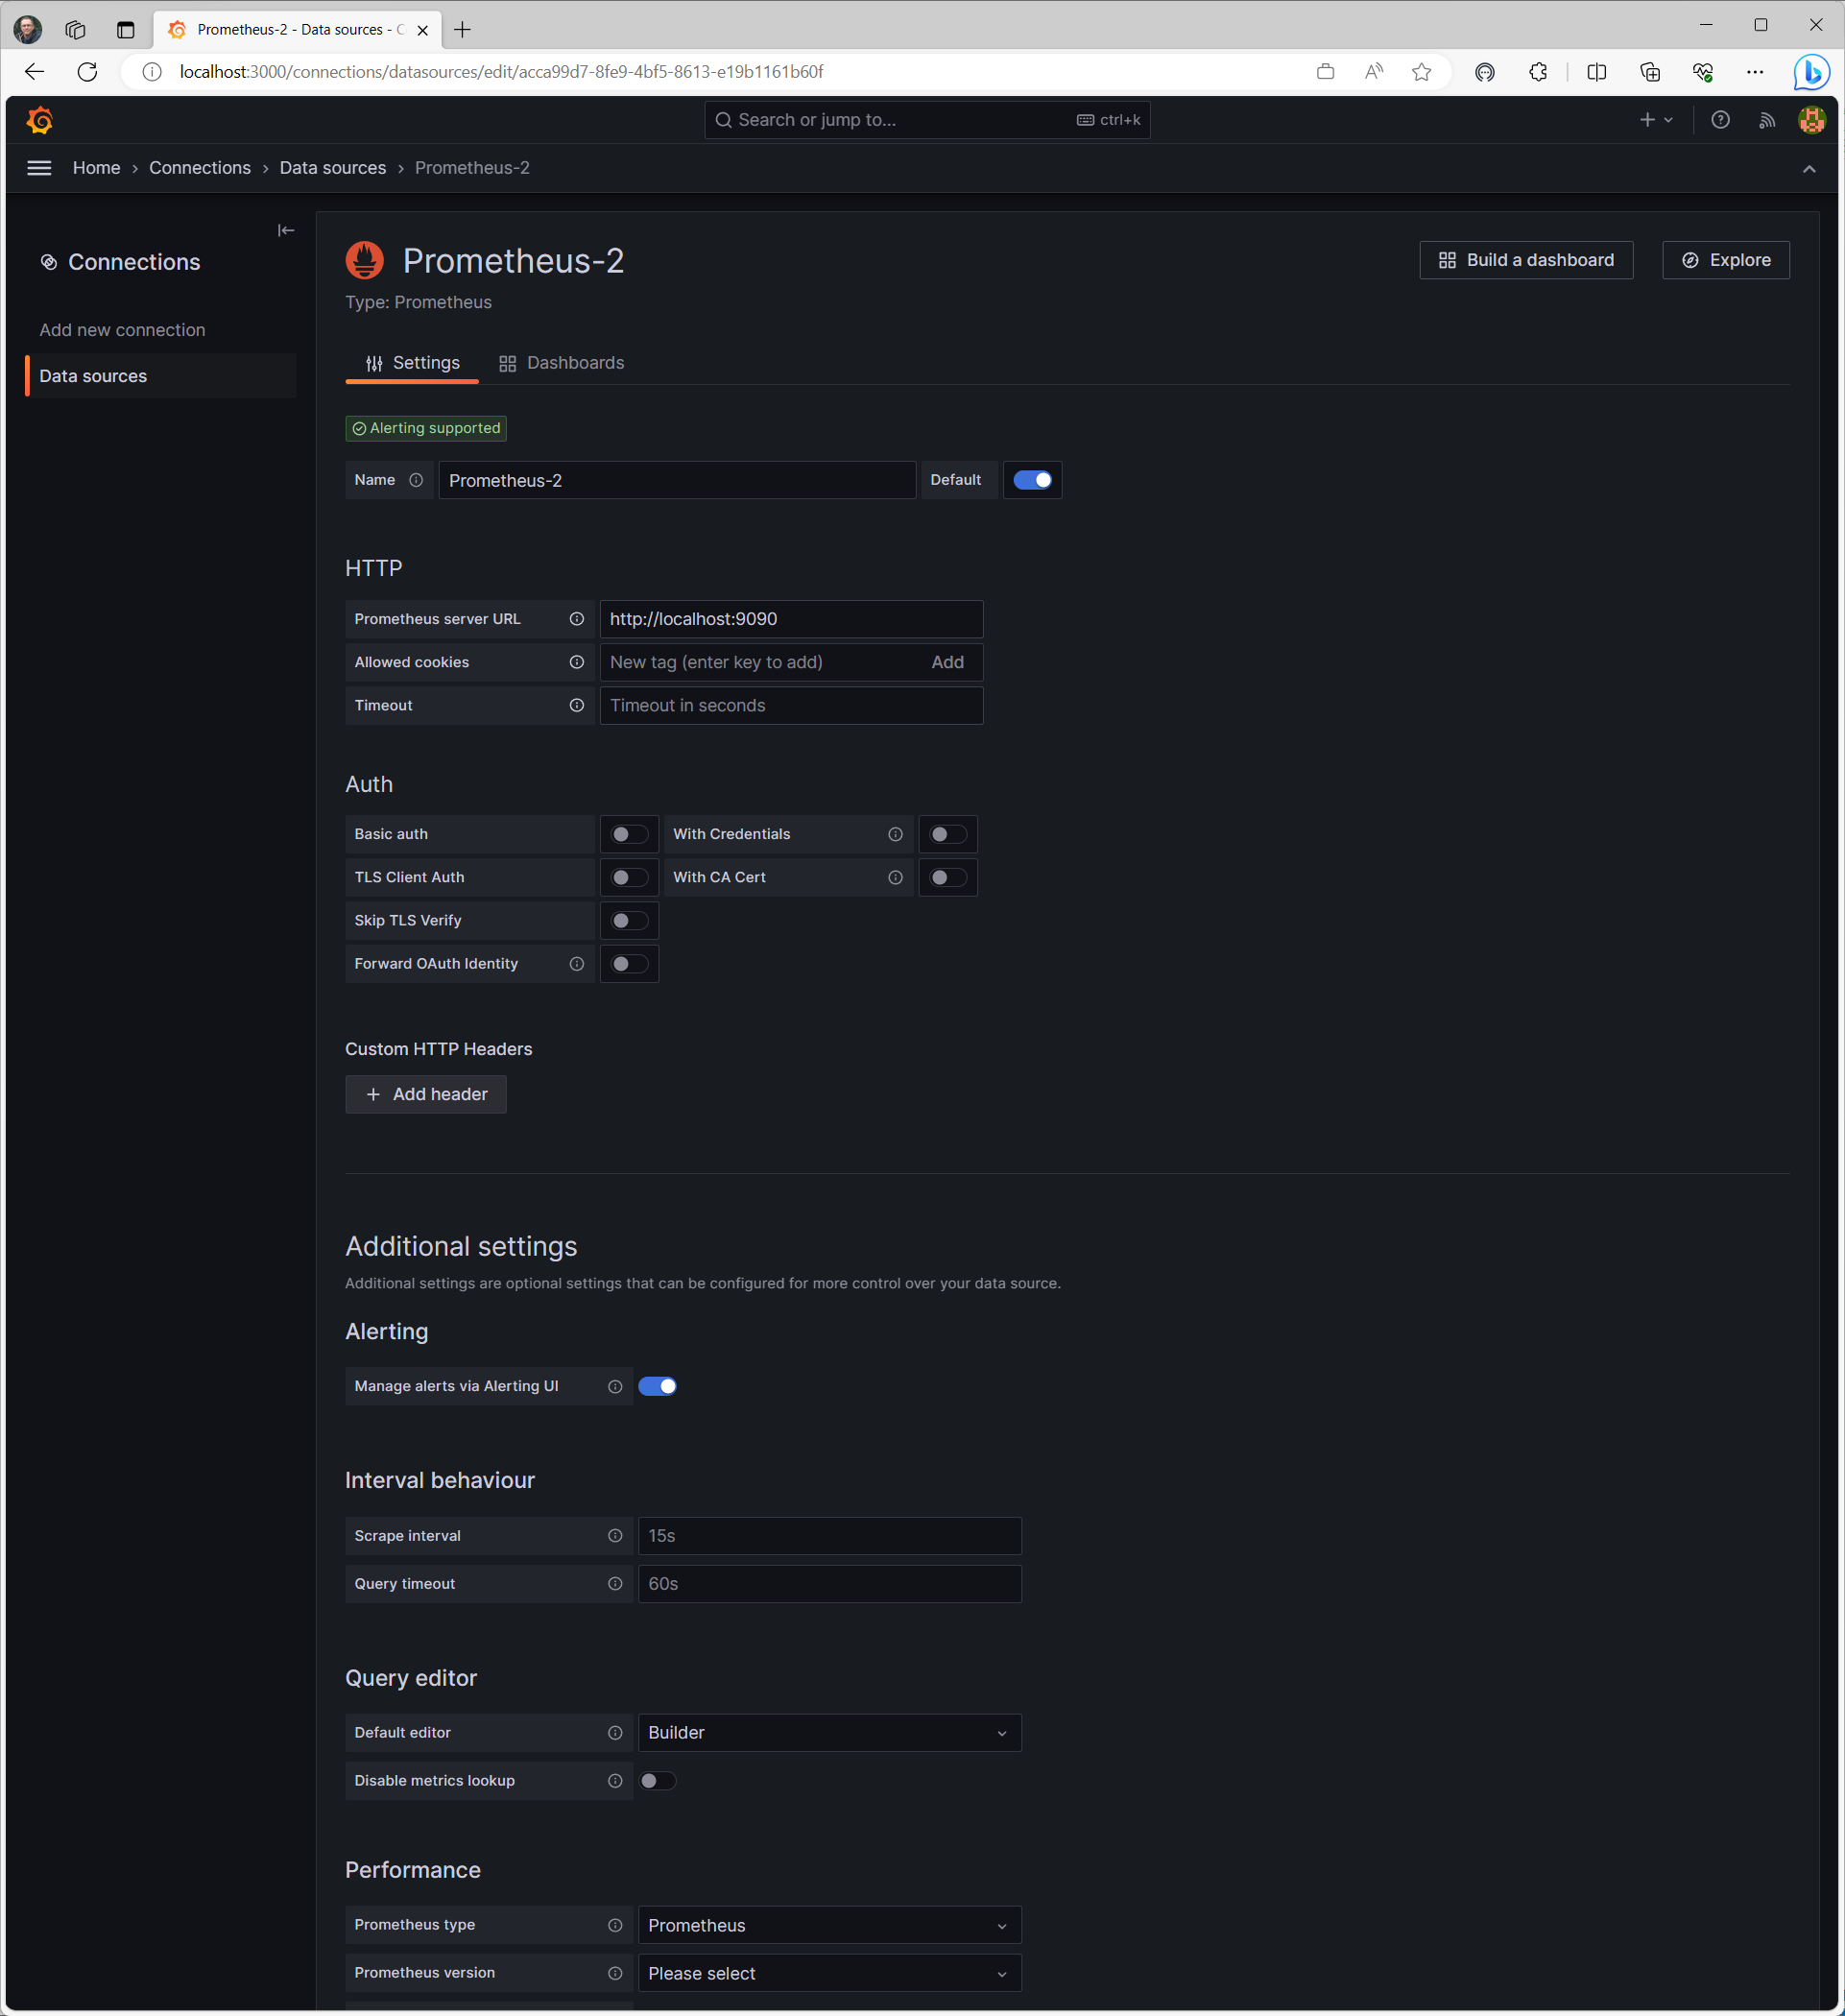 Prometheus-2 - Data sources - C
localhost:3000/connections/datasources/edit/acca99d7-8fe9-4bf5-8613-e19b1161b60f
Search or jump to... ctrl+k
Home › Connections › Data sources › Prometheus-2
Connections
Add new connection
Data sources
Prometheus-2
Type: Prometheus
Build a dashboard
Explore
Settings
Dashboards
Alerting supported
Name Prometheus-2 Default
HTTP
Prometheus server URL http://localhost:9090
Allowed cookies New tag (enter key to add) Add
Timeout Timeout in seconds
Auth
Basic auth With Credentials
TLS Client Auth With CA Cert
Skip TLS Verify
Forward OAuth Identity
Custom HTTP Headers
Add header
Additional settings
Additional settings are optional settings that can be configured for more control over your data source.
Alerting
Manage alerts via Alerting UI
Interval behaviour
Scrape interval 15s
Query timeout 60s
Query editor
Default editor Builder
Disable metrics lookup
Performance
Prometheus type Prometheus
Prometheus version Please select